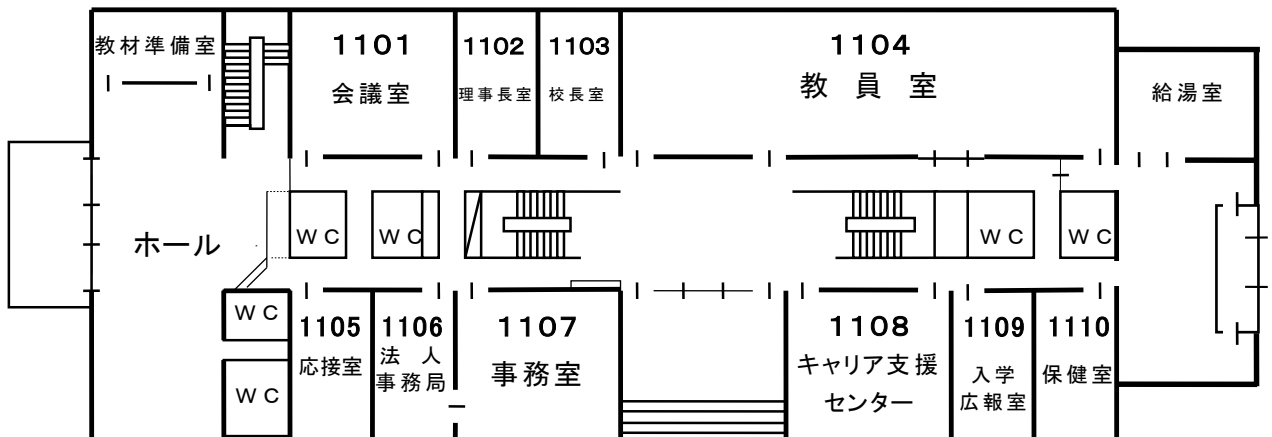 教材準備室
1101
会議室
1102
理事長室
1103
校長室
1104
教 員 室
給湯室
ホール
WC
WC
WC
WC
WC
WC
1105
応接室
1106
法 人
事務局
1107
事務室
1108
キャリア支援
センター
1109
入学
広報室
1110
保健室